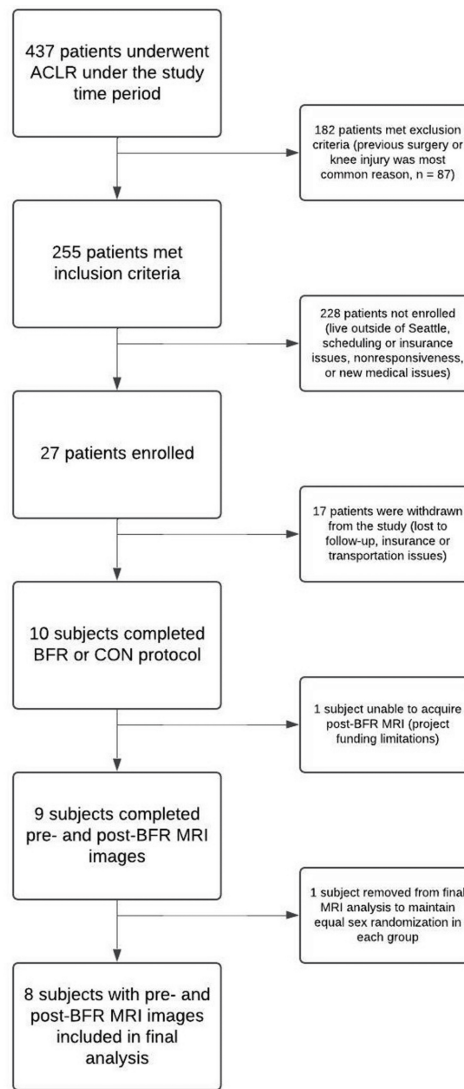 437 patients underwent
ACLR under the study
time period
182 patients met exclusion
criteria (previous surgery or
knee injury was most
common reason, n = 87)
255 patients met
inclusion criteria
228 patients not enrolled
(live outside of Seattle,
scheduling or insurance
issues, nonresponsiveness,
or new medical issues)
27 patients enrolled
17 patients were withdrawn
from the study (lost to
follow-up, insurance or
transportation issues)
10 subjects completed
BFR or CON protocol
1 subject unable to acquire
post-BFR MRI (project
funding limitations)
9 subjects completed
pre- and post-BFR MRI
images
1 subject removed from final
MRI analysis to maintain
equal sex randomization in
each group
8 subjects with pre- and
post-BFR MRI images
included in final
analysis